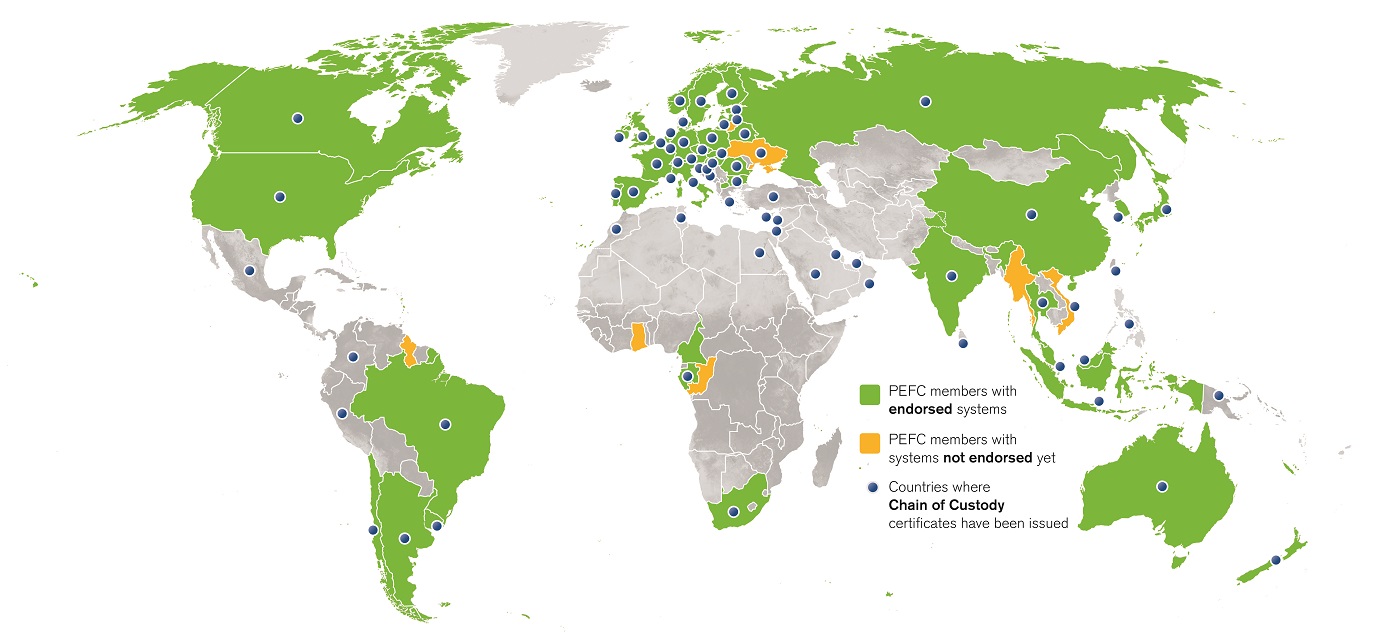 PEFC members with
endorsed systems
PEFC members with
systems not endorsed yet
Countries where
Chain of Custody
certificates have been issued